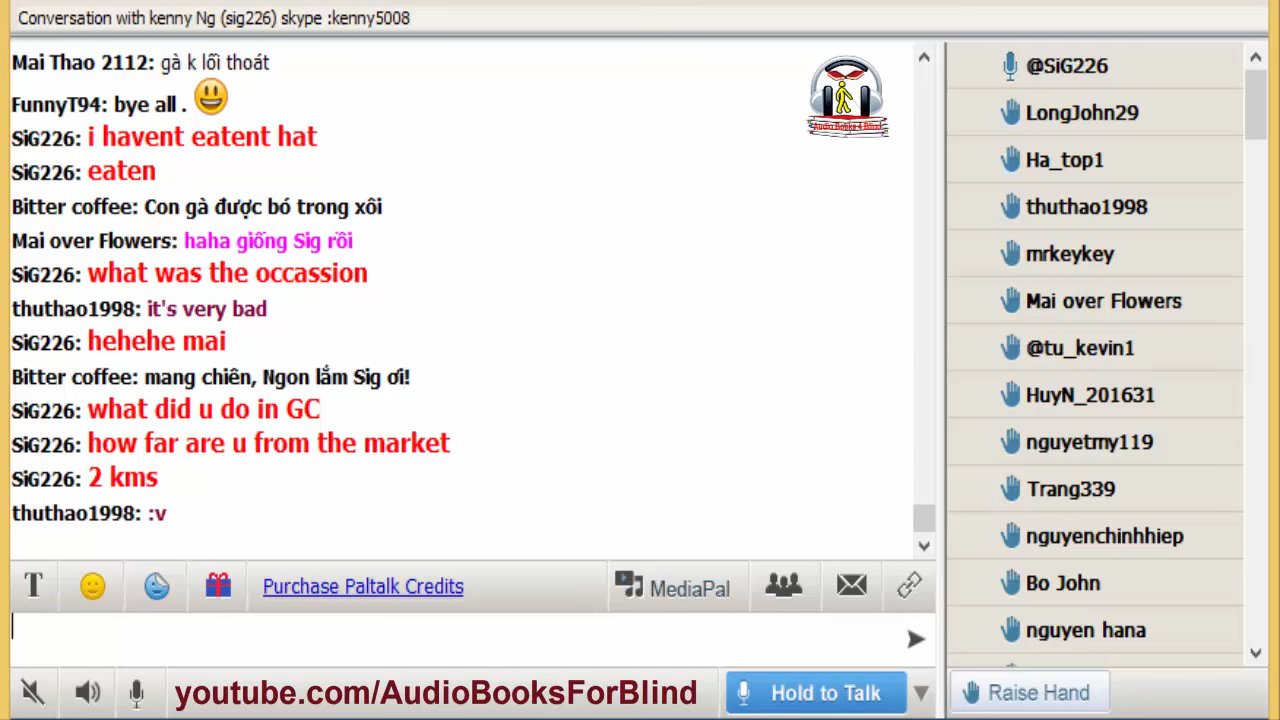 Conversation with kenny Ng (sig226) skype :kenny5008
Mai Thao 2112: gà k lối thoát
FunnyT94: bye all .
SiG226: i havent eatent hat
SiG226: eaten
Bitter coffee: Con gà được bó trong xôi
Mai over Flowers: haha giống Sig rồi
SiG226: what was the occassion
thuthao1998: it's very bad
SiG226: hehehe mai
Bitter coffee: mang chiên, Ngon lắm Sig ơi!
SiG226: what did u do in GC
SiG226: how far are u from the market
SiG226: 2 kms
thuthao1998: :v
Audio Books 4 Blind
@SiG226
LongJohn29
Ha_top1
thuthao1998
mrkeykey
Mai over Flowers
@tu_kevin1
HuyN_201631
nguyetmy119
Trang339
nguyenchinhhiep
Bo John
nguyen hana
T
Purchase Paltalk Credits
MediaPal
youtube.com/AudioBooksForBlind
Hold to Talk
Raise Hand